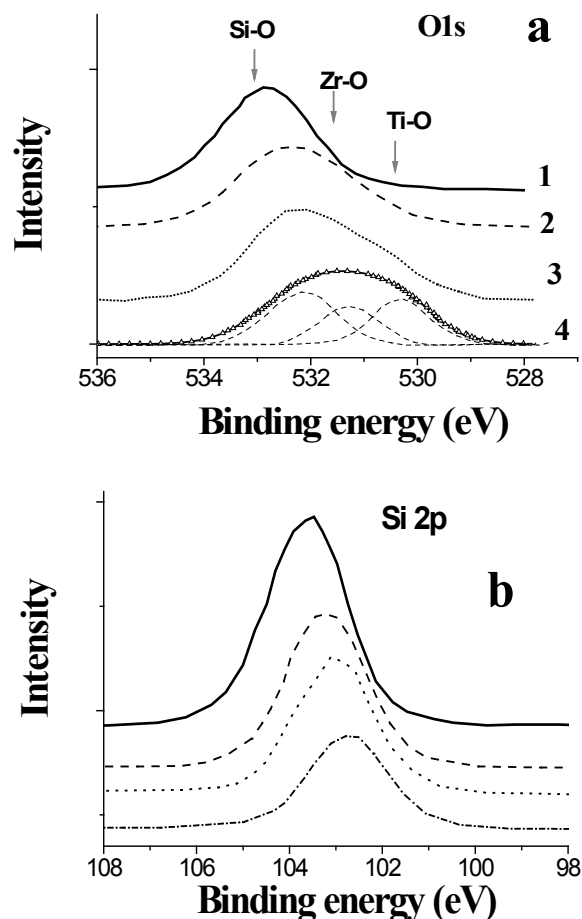 Si-O
O1s
a
Zr-O
Ti-O
Intensity
1
2
3
4
536 534 532 530 528
Binding energy (eV)
Si 2p
b
Intensity
108 106 104 102 100 98
Binding energy (eV)